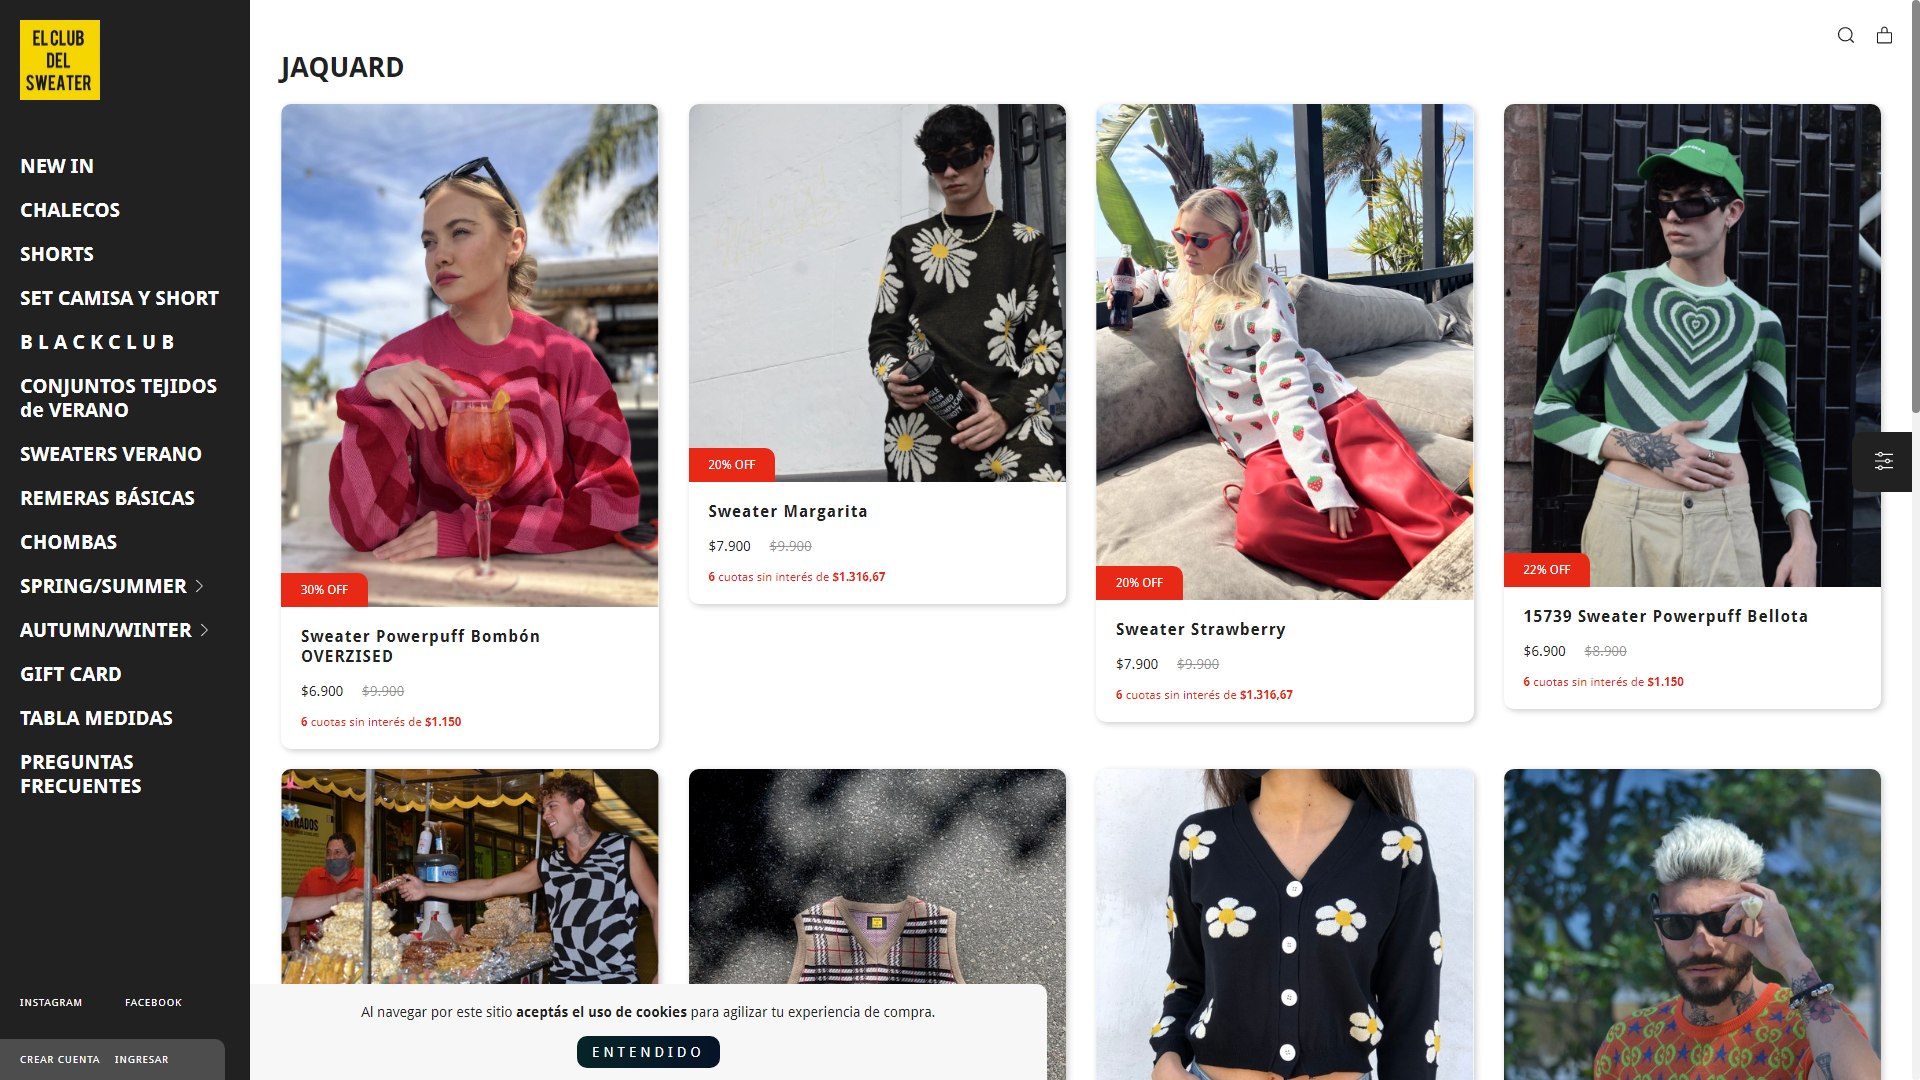 EL CLUB
DEL
SWEATER
NEW IN
CHALECOS
SHORTS
SET CAMISA Y SHORT
B L A C K C L U B
CONJUNTOS TEJIDOS
de VERANO
SWEATERS VERANO
REMERAS BÁSICAS
CHOMBAS
SPRING/SUMMER
AUTUMN/WINTER
GIFT CARD
TABLA MEDIDAS
PREGUNTAS
FRECUENTES
INSTAGRAM FACEBOOK
CREAR CUENTA INGRESAR
JAQUARD
30% OFF
Sweater Powerpuff Bombón
OVERZISED
$6.900 $9.900
6 cuotas sin interés de $1.150
20% OFF
Sweater Margarita
$7.900 $9.900
6 cuotas sin interés de $1.316,67
20% OFF
Sweater Strawberry
$7.900 $9.900
6 cuotas sin interés de $1.316,67
22% OFF
15739 Sweater Powerpuff Bellota
$6.900 $8.900
6 cuotas sin interés de $1.150
Al navegar por este sitio aceptás el uso de cookies para agilizar tu experiencia de compra.
ENTENDIDO